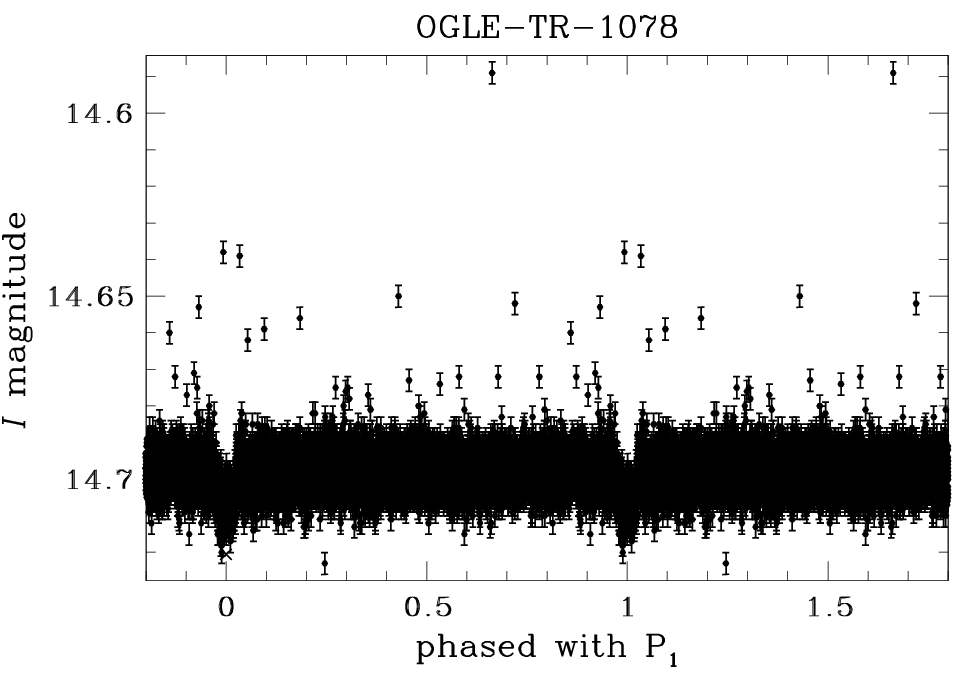 OGLE-TR-1078
14.6
14.65
14.7
I magnitude
0 0.5 1 1.5
phased with P₁